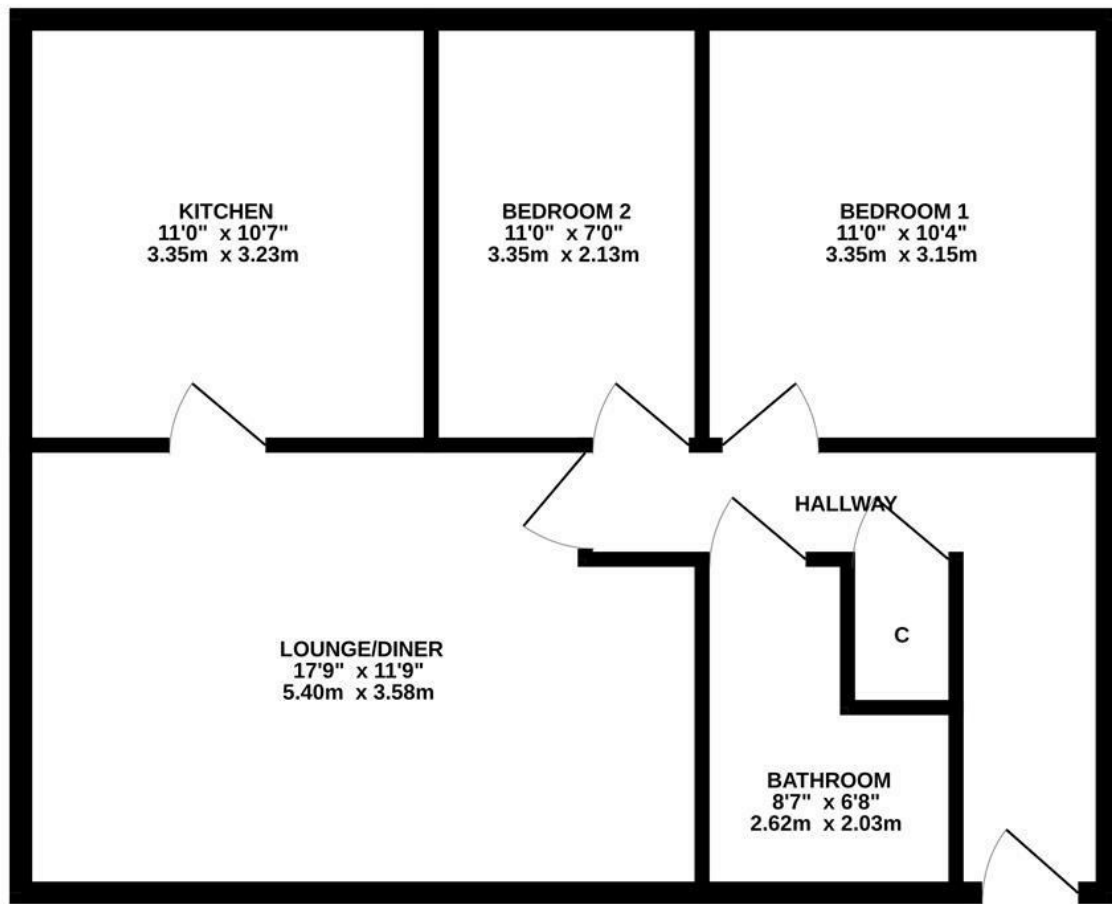 KITCHEN
11'0" x 10'7"
3.35m x 3.23m
BEDROOM 2
11'0" x 7'0"
3.35m x 2.13m
BEDROOM 1
11'0" x 10'4"
3.35m x 3.15m
HALLWAY
LOUNGE/DINER
17'9" x 11'9"
5.40m x 3.58m
C
BATHROOM
8'7" x 6'8"
2.62m x 2.03m